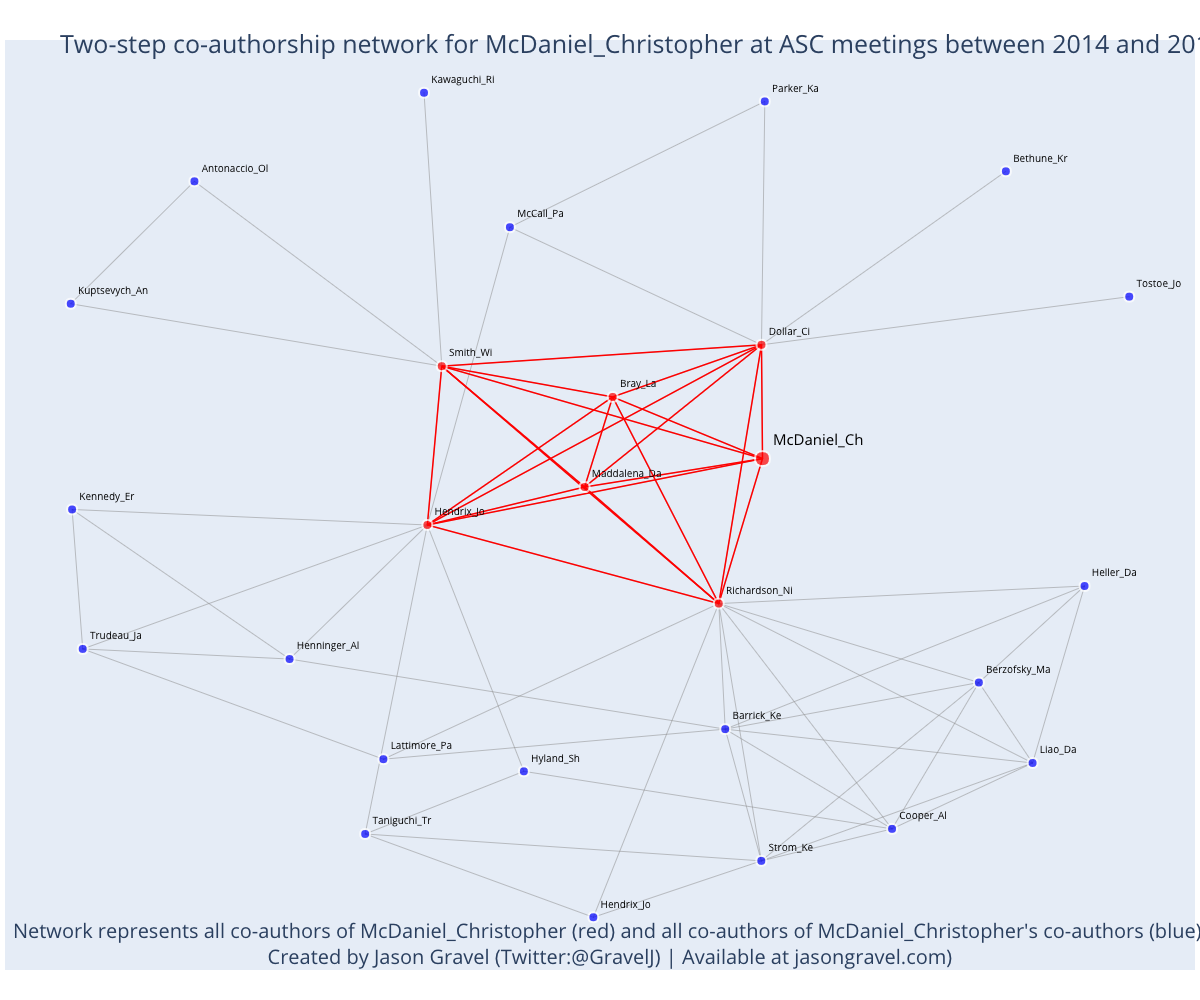 Two-step co-authorship network for McDaniel_Christopher at ASC meetings between 2014 and 201
Kawaguchi_Ri
Parker_Ka
Bethune_Kr
Antonaccio_Ol
McCall_Pa
Tostoe_Jo
Kuptsevych_An
Dollar_Ci
Smith_Wi
Bray_La
McDaniel_Ch
Maddalena_Da
Kennedy_Er
Hendrix_Jo
Heller_Da
Richardson_Ni
Trudeau_Ja
Henninger_Al
Berzofsky_Ma
Barrick_Ke
Lattimore_Pa
Liao_Da
Hyland_Sh
Cooper_Al
Taniguchi_Tr
Strom_Ke
Hendrix_Jo
Network represents all co-authors of McDaniel_Christopher (red) and all co-authors of McDaniel_Christopher's co-authors (blue)
Created by Jason Gravel (Twitter:@GravelJ) | Available at jasongravel.com)